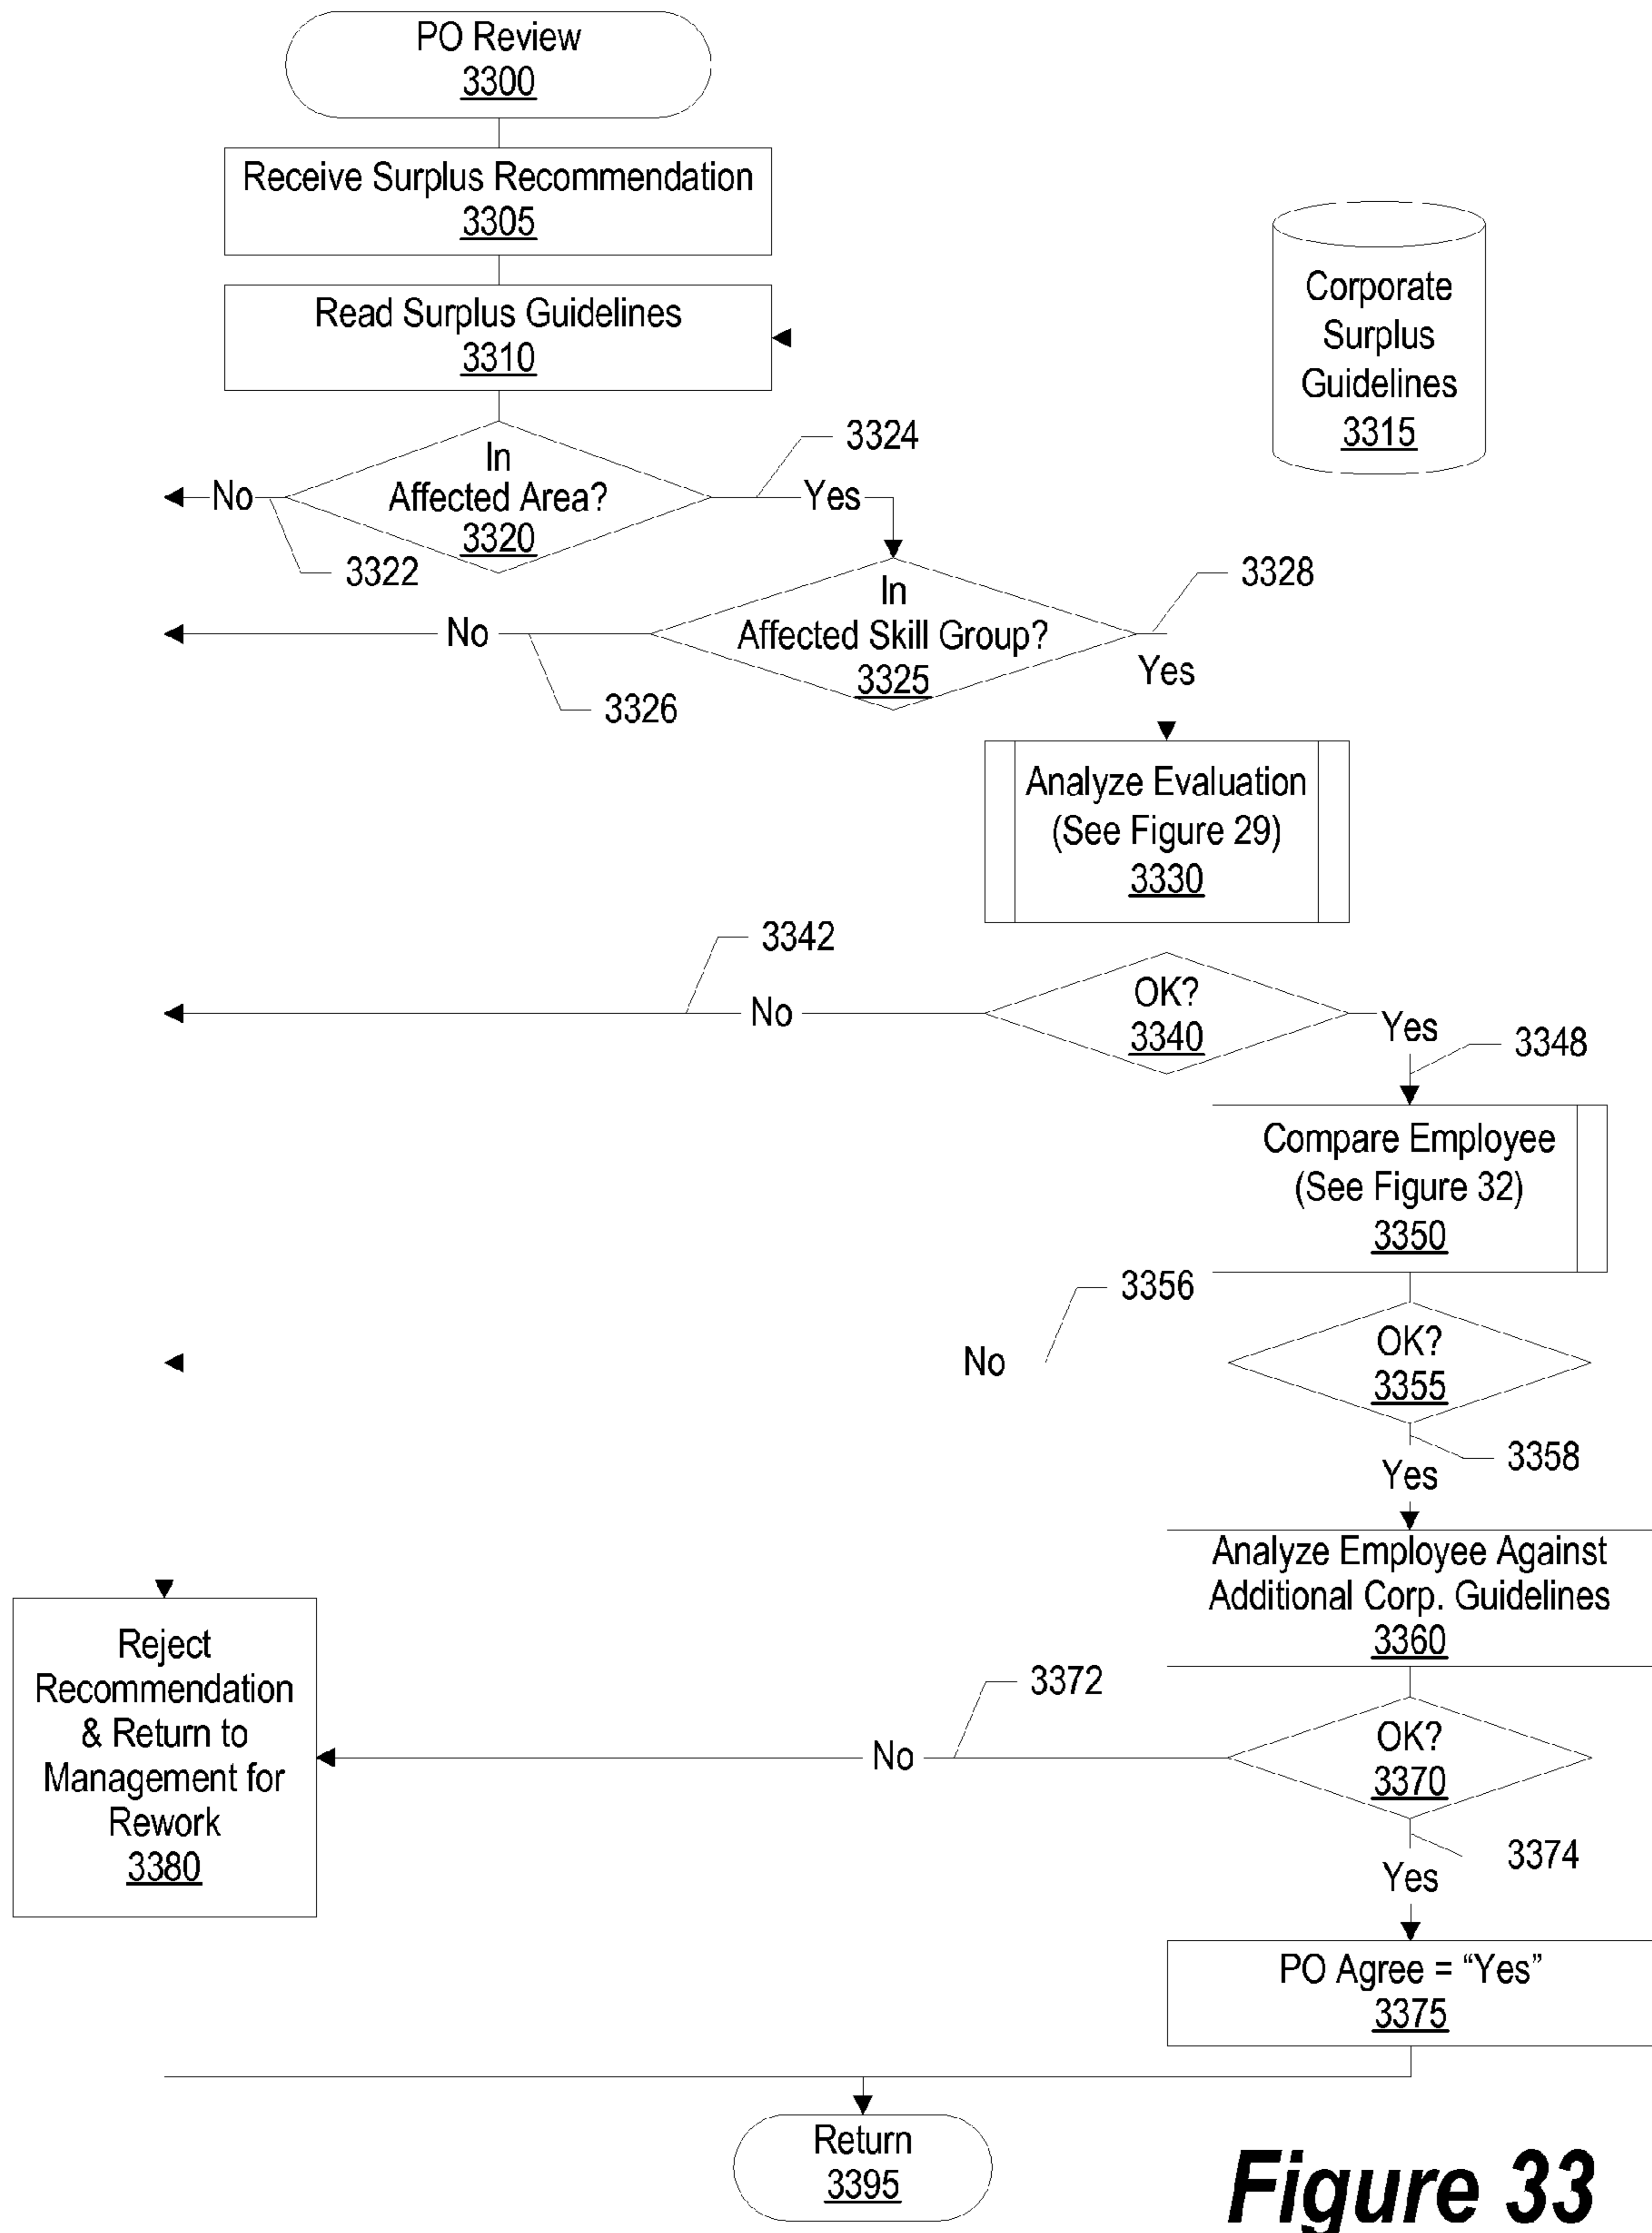 PO Review
3300
Receive Surplus Recommendation
3305
Read Surplus Guidelines
3310
Corporate
Surplus
Guidelines
3315
In
Affected Area?
3320
No
3322
3324
Yes
In
Affected Skill Group?
3325
No
3326
3328
Yes
Analyze Evaluation
(See Figure 29)
3330
OK?
3340
3342
No
Yes
3348
Compare Employee
(See Figure 32)
3350
3356
No
OK?
3355
3358
Yes
Analyze Employee Against
Additional Corp. Guidelines
3360
Reject
Recommendation
& Return to
Management for
Rework
3380
3372
No
OK?
3370
3374
Yes
PO Agree = “Yes”
3375
Return
3395
Figure 33